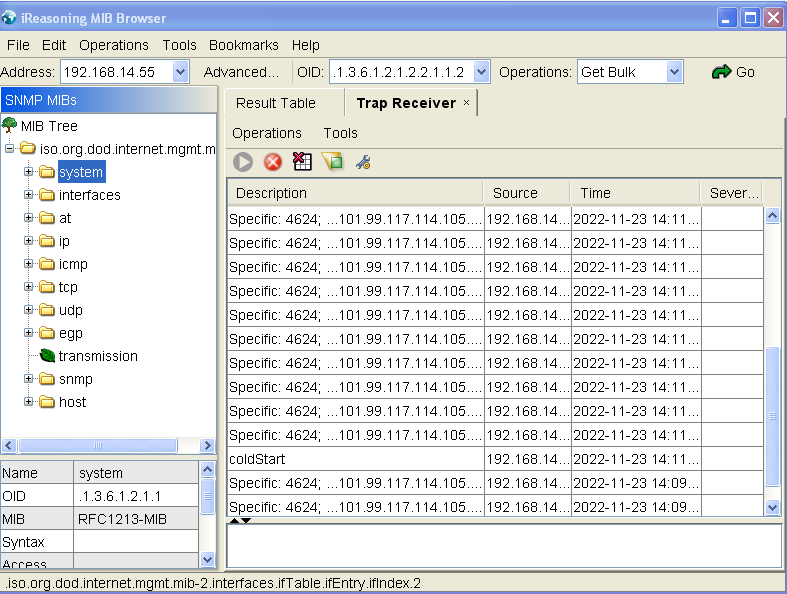 iReasoning MIB Browser
File Edit Operations Tools Bookmarks Help
Address: 192.168.14.55 Advanced... OID: .1.3.6.1.2.1.2.2.1.1.2 Operations: Get Bulk Go
SNMP MIBs
MIB Tree
iso.org.dod.internet.mgmt.m
system
interfaces
at
ip
icmp
tcp
udp
egp
transmission
snmp
host
Name system
OID .1.3.6.1.2.1.1
MIB RFC1213-MIB
Syntax
Access
Result Table Trap Receiver ×
Operations Tools
Description Source Time Sever...
Specific: 4624; ...101.99.117.114.105.... 192.168.14... 2022-11-23 14:11...
Specific: 4624; ...101.99.117.114.105.... 192.168.14... 2022-11-23 14:11...
Specific: 4624; ...101.99.117.114.105.... 192.168.14... 2022-11-23 14:11...
Specific: 4624; ...101.99.117.114.105.... 192.168.14... 2022-11-23 14:11...
Specific: 4624; ...101.99.117.114.105.... 192.168.14... 2022-11-23 14:11...
Specific: 4624; ...101.99.117.114.105.... 192.168.14... 2022-11-23 14:11...
Specific: 4624; ...101.99.117.114.105.... 192.168.14... 2022-11-23 14:11...
Specific: 4624; ...101.99.117.114.105.... 192.168.14... 2022-11-23 14:11...
Specific: 4624; ...101.99.117.114.105.... 192.168.14... 2022-11-23 14:11...
Specific: 4624; ...101.99.117.114.105.... 192.168.14... 2022-11-23 14:11...
coldStart 192.168.14... 2022-11-23 14:11...
Specific: 4624; ...101.99.117.114.105.... 192.168.14... 2022-11-23 14:09...
Specific: 4624; ...101.99.117.114.105.... 192.168.14... 2022-11-23 14:09...
.iso.org.dod.internet.mgmt.mib-2.interfaces.ifTable.ifEntry.ifIndex.2